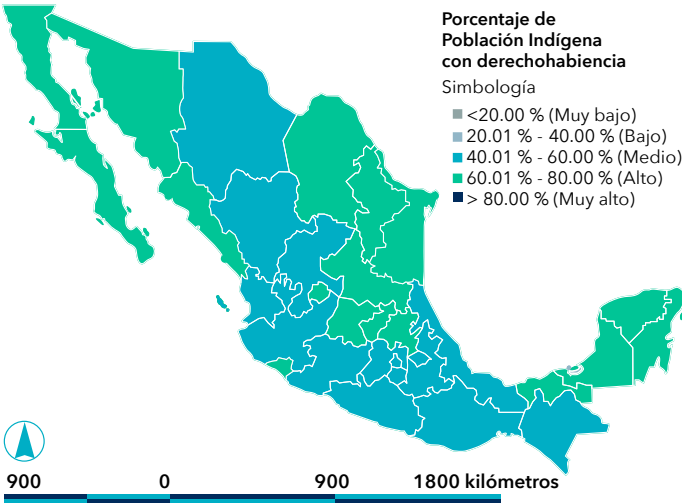 Porcentaje de
Población Indígena
con derechohabiencia
Simbología
<20.00 % (Muy bajo)
20.01 % - 40.00 % (Bajo)
40.01 % - 60.00 % (Medio)
60.01 % - 80.00 % (Alto)
> 80.00 % (Muy alto)
900 0 900 1800 kilómetros